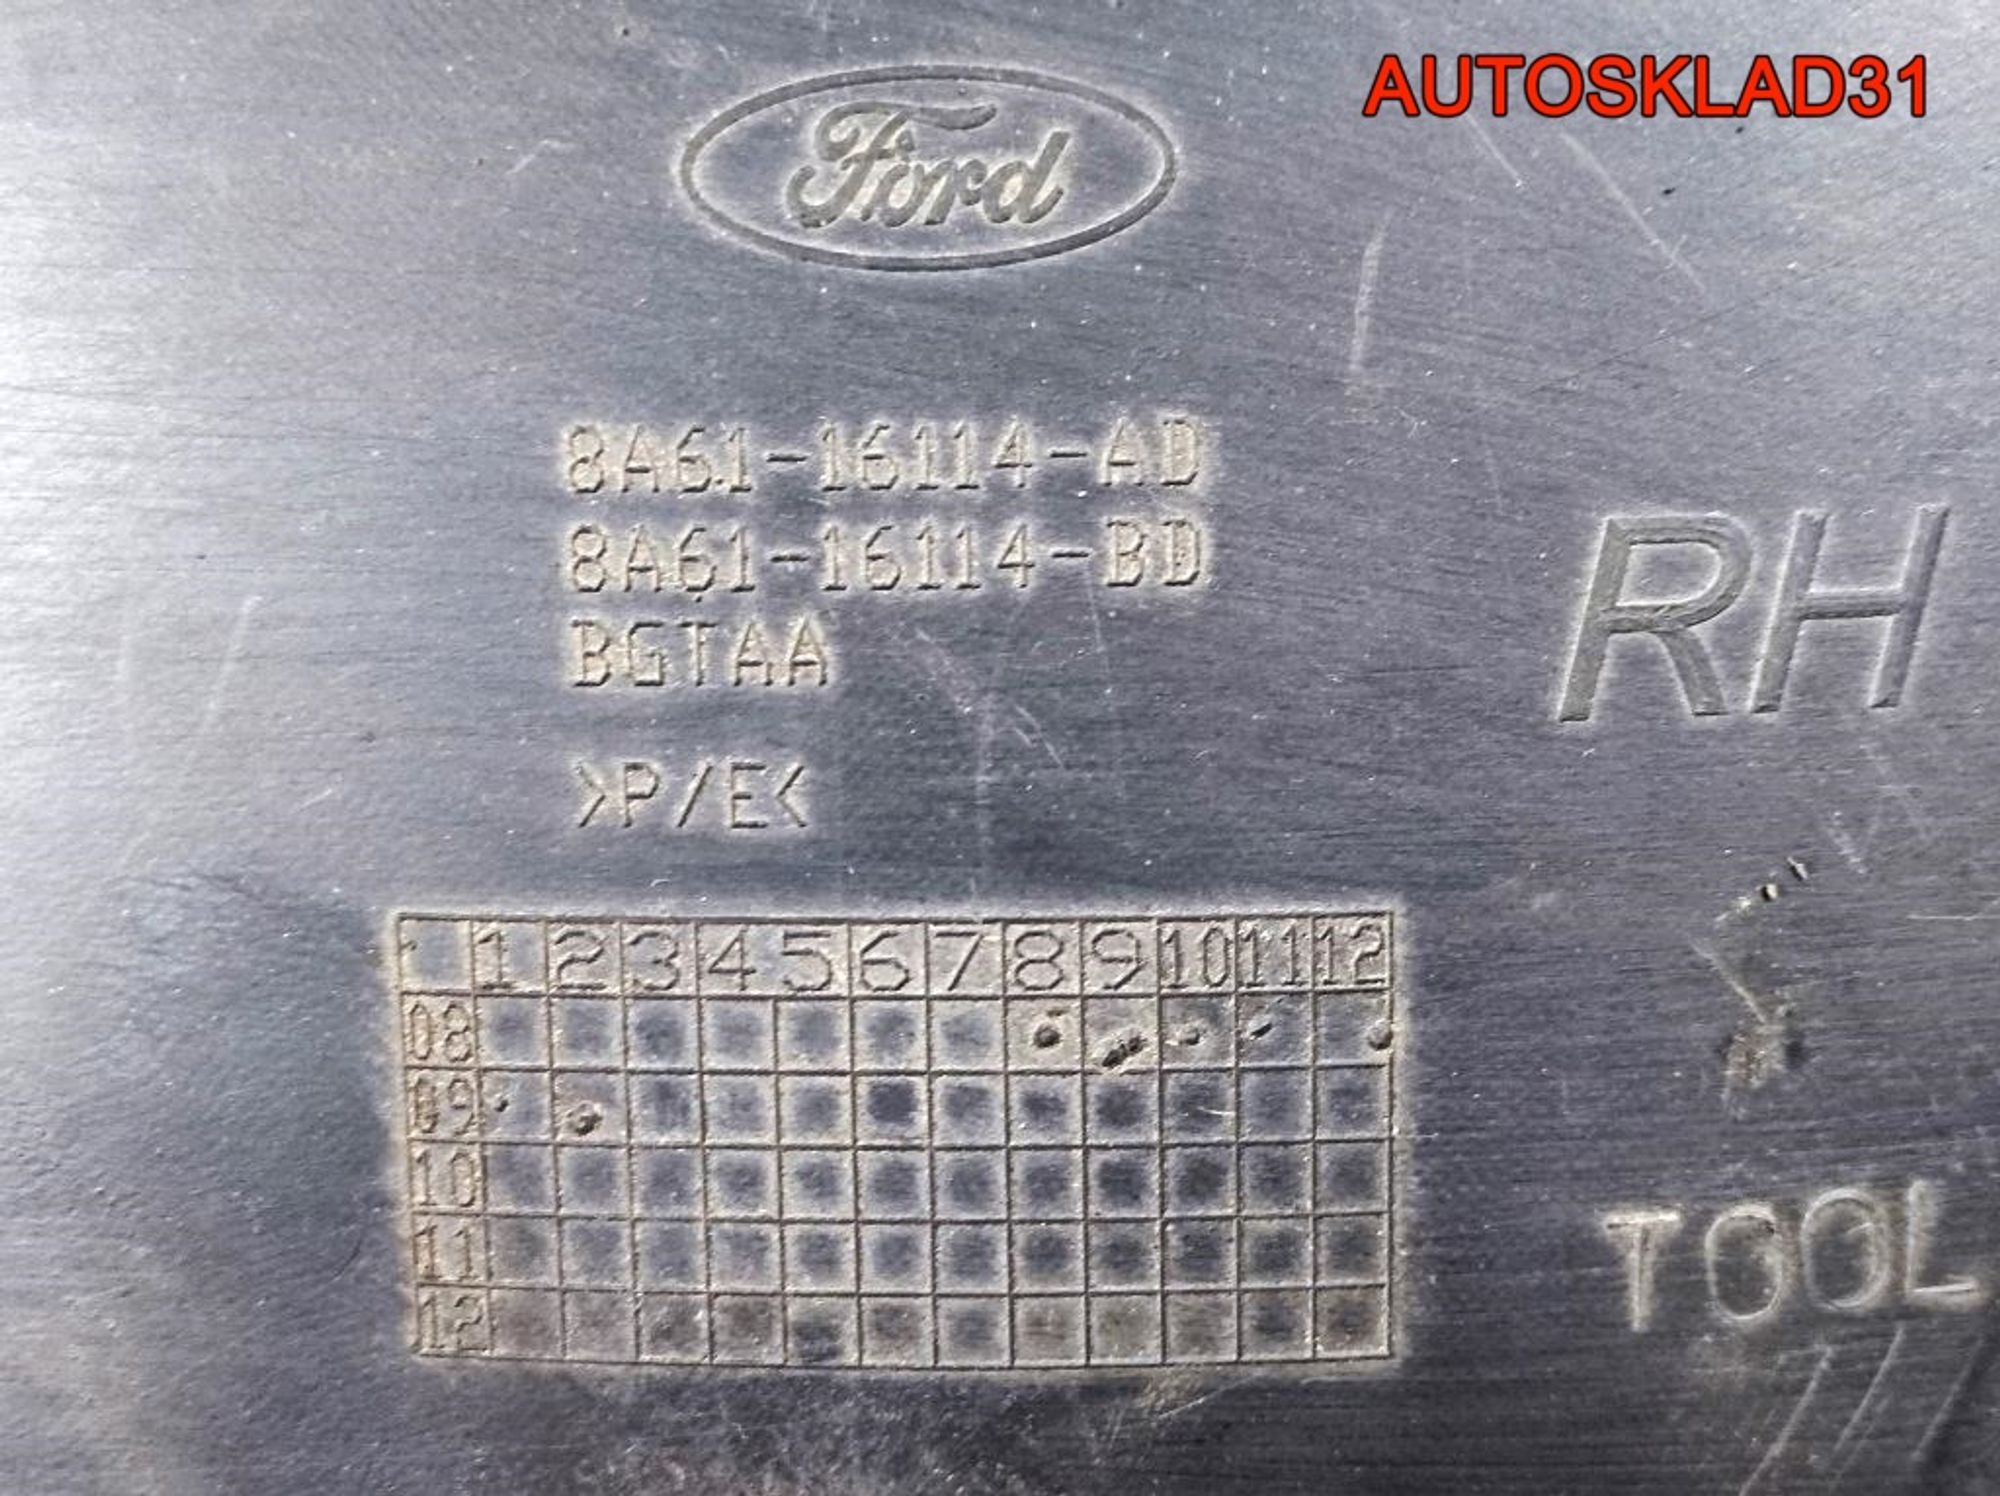 AUTOSKLAD31
Ford
8A61-16114-AD
8A61-16114-BD
BGTAA
>P/E<
RH
1 2 3 4 5 6 7 8 9 10 11 12
08
09
10
11
12
TOOL